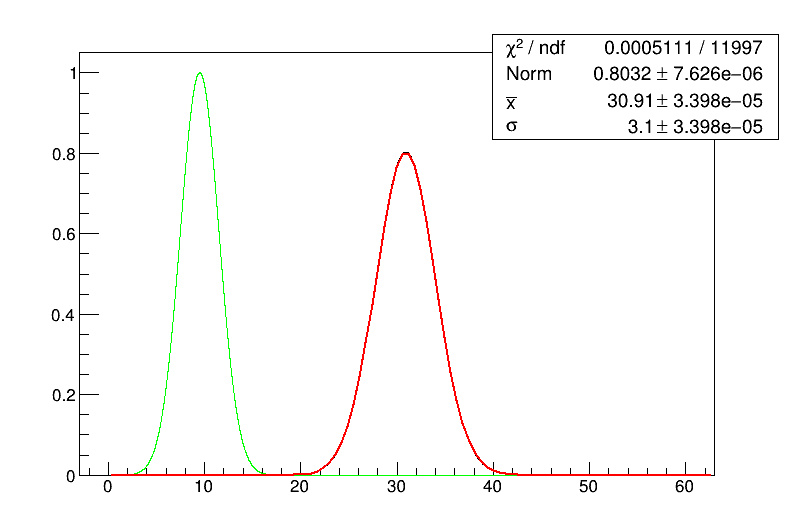 χ² / ndf 0.0005111 / 11997
Norm 0.8032 ± 7.626e−06
x̅ 30.91 ± 3.398e−05
σ 3.1 ± 3.398e−05
1
0.8
0.6
0.4
0.2
0
0 10 20 30 40 50 60